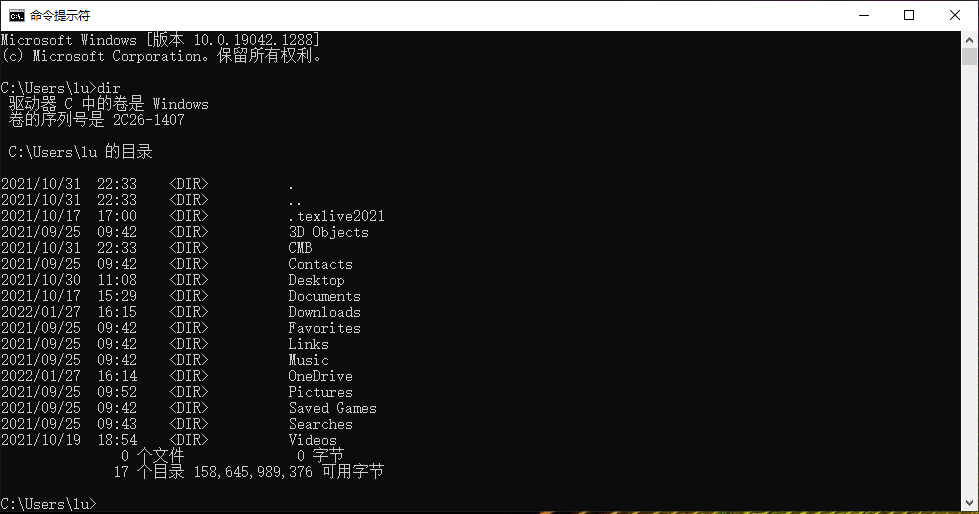 命令提示符
Microsoft Windows [版本 10.0.19042.1288]
(c) Microsoft Corporation。保留所有权利。
C:\Users\lu>dir
驱动器 C 中的卷是 Windows
卷的序列号是 2C26-1407
C:\Users\lu 的目录
2021/10/31  22:33    <DIR>          .
2021/10/31  22:33    <DIR>          ..
2021/10/17  17:00    <DIR>          .texlive2021
2021/09/25  09:42    <DIR>          3D Objects
2021/10/31  22:33    <DIR>          CMB
2021/09/25  09:42    <DIR>          Contacts
2021/10/30  11:08    <DIR>          Desktop
2021/10/17  15:29    <DIR>          Documents
2022/01/27  16:15    <DIR>          Downloads
2021/09/25  09:42    <DIR>          Favorites
2021/09/25  09:42    <DIR>          Links
2021/09/25  09:42    <DIR>          Music
2022/01/27  16:14    <DIR>          OneDrive
2021/09/25  09:52    <DIR>          Pictures
2021/09/25  09:42    <DIR>          Saved Games
2021/09/25  09:43    <DIR>          Searches
2021/10/19  18:54    <DIR>          Videos
0 个文件              0 字节
17 个目录 158,645,989,376 可用字节
C:\Users\lu>